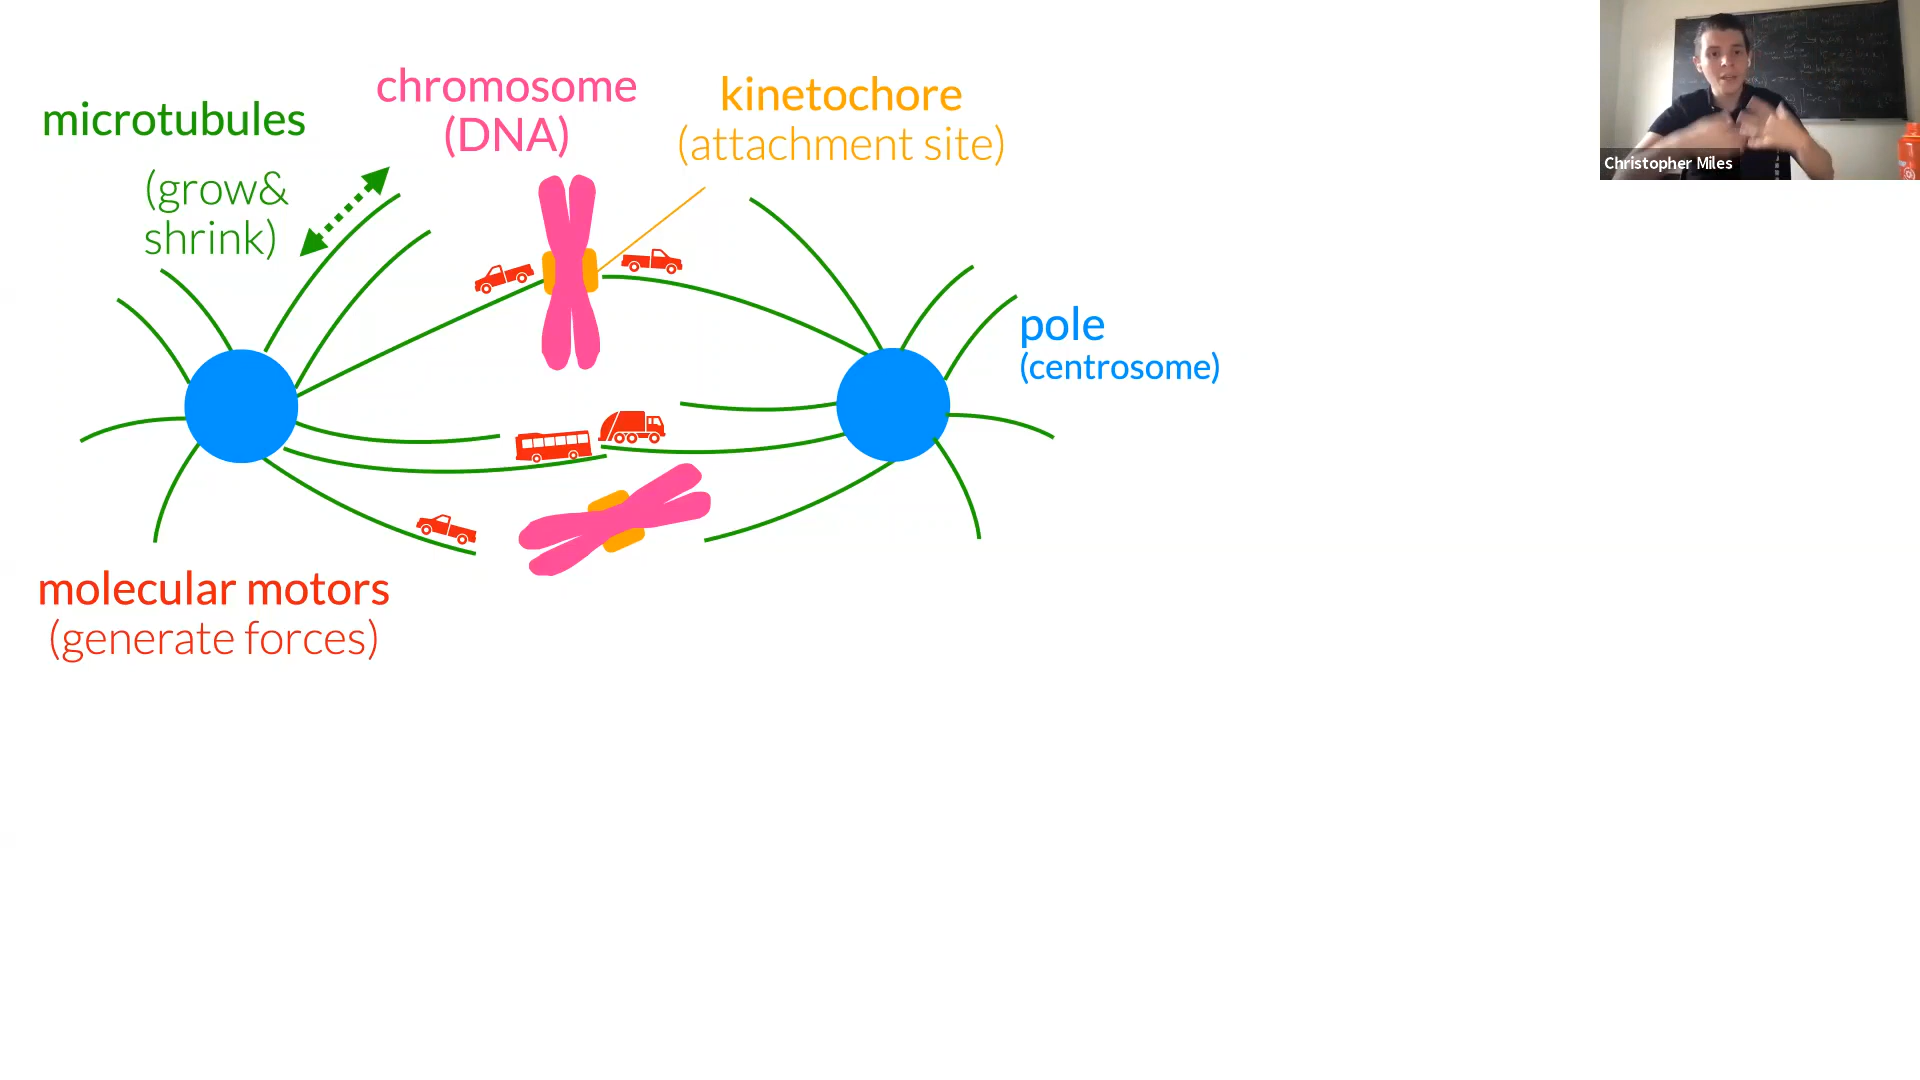 microtubules
(grow&
shrink)
chromosome
(DNA)
kinetochore
(attachment site)
pole
(centrosome)
molecular motors
(generate forces)
Christopher Miles